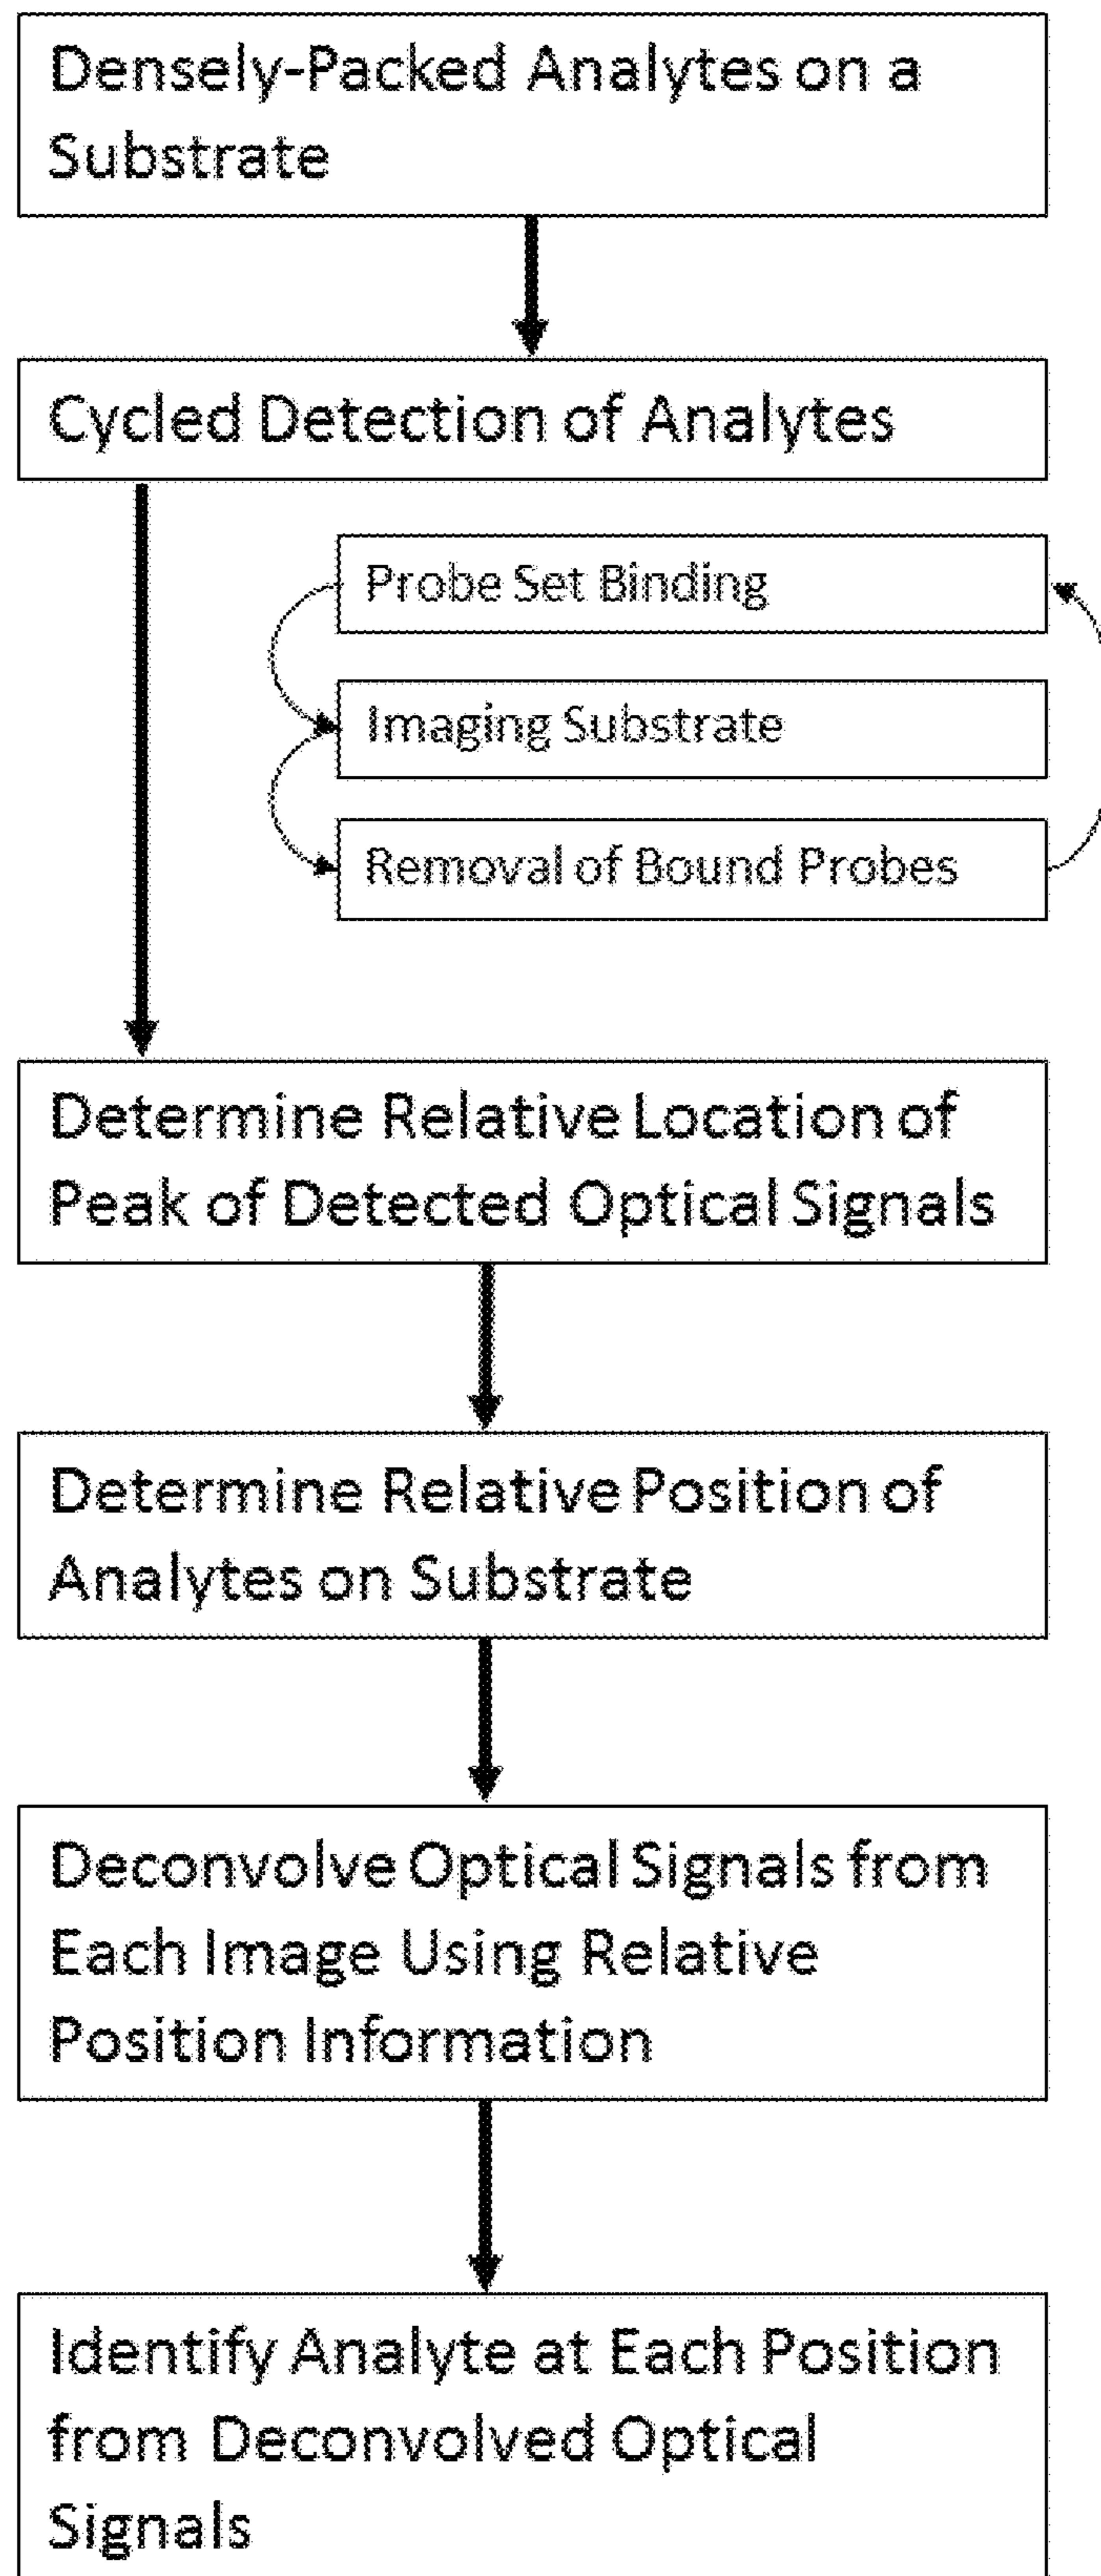 Densely-Packed Analytes on a
Substrate
Cycled Detection of Analytes
Probe Set Binding
Imaging Substrate
Removal of Bound Probes
Determine Relative Location of
Peak of Detected Optical Signals
Determine Relative Position of
Analytes on Substrate
Deconvolve Optical Signals from
Each Image Using Relative
Position Information
Identify Analyte at Each Position
from Deconvolved Optical
Signals